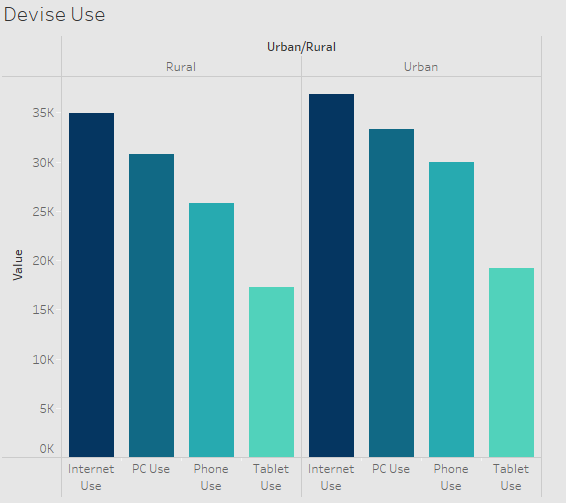 Devise Use
Urban/Rural
Rural Urban
35K
30K
25K
20K
15K
10K
5K
0K
Value
Internet Use
PC Use
Phone Use
Tablet Use
Internet Use
PC Use
Phone Use
Tablet Use